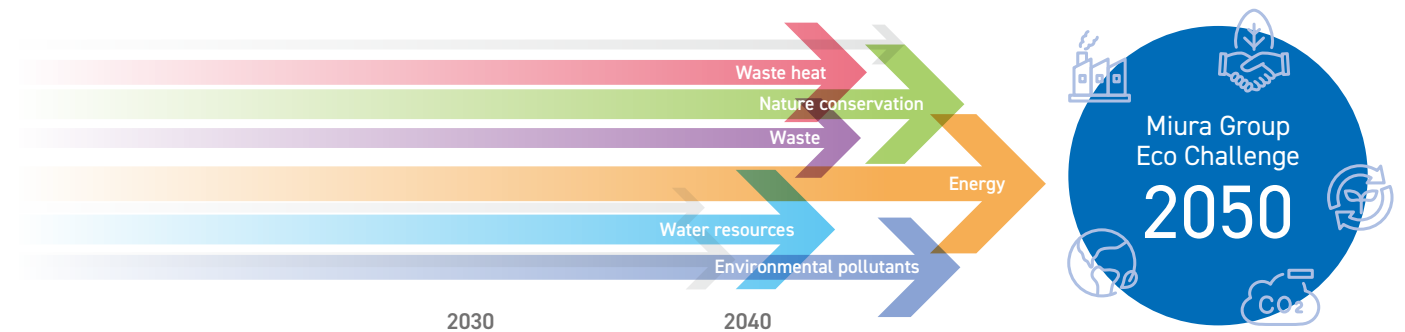 Waste heat
Nature conservation
Waste
Energy
Water resources
Environmental pollutants
2030
2040
Miura Group
Eco Challenge
2050
CO2